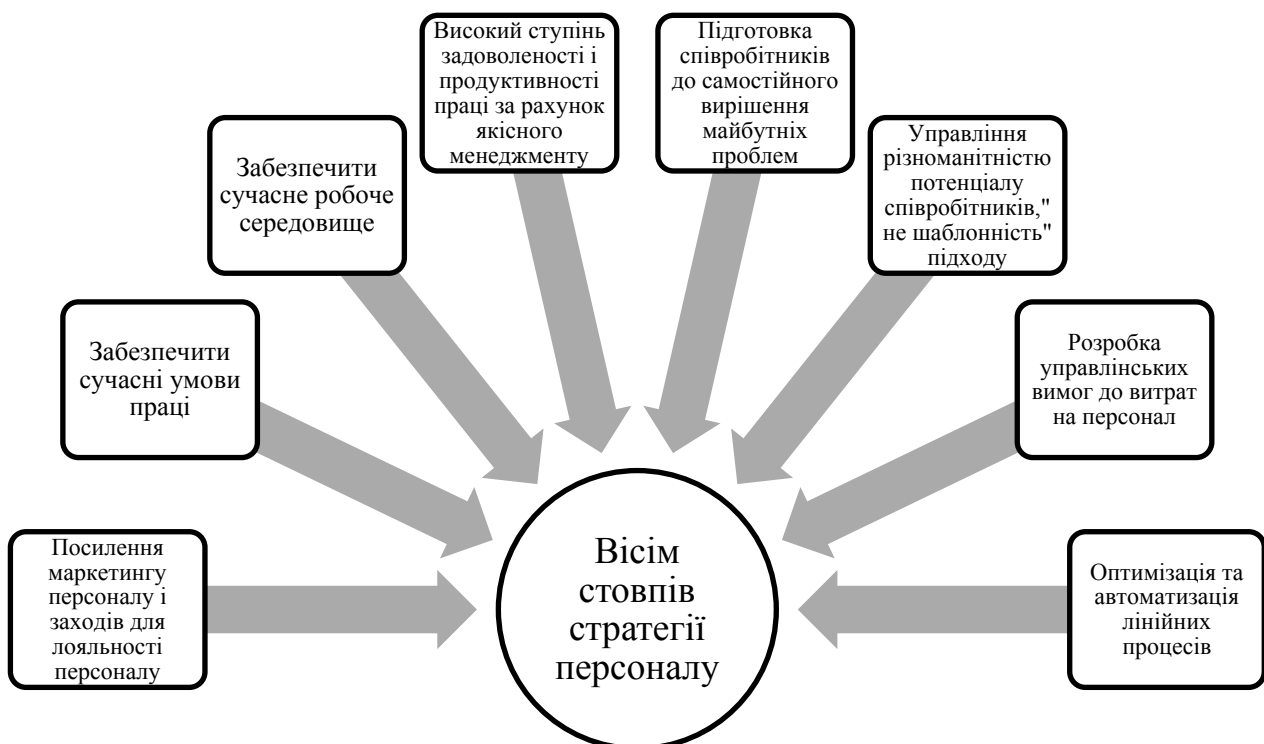 Посилення
маркетингу
персоналу і
заходів для
лояльності
персоналу
Забезпечити
сучасні умови
праці
Забезпечити
сучасне робоче
середовище
Високий ступінь
задоволеності і
продуктивності
праці за рахунок
якісного
менеджменту
Підготовка
співробітників
до самостійного
вирішення
майбутніх
проблем
Управління
різноманітністю
потенціалу
співробітників,"
не шаблонність"
підходу
Розробка
управлінських
вимог до витрат
на персонал
Оптимізація та
автоматизація
лінійних
процесів
Вісім
стовпів
стратегії
персоналу